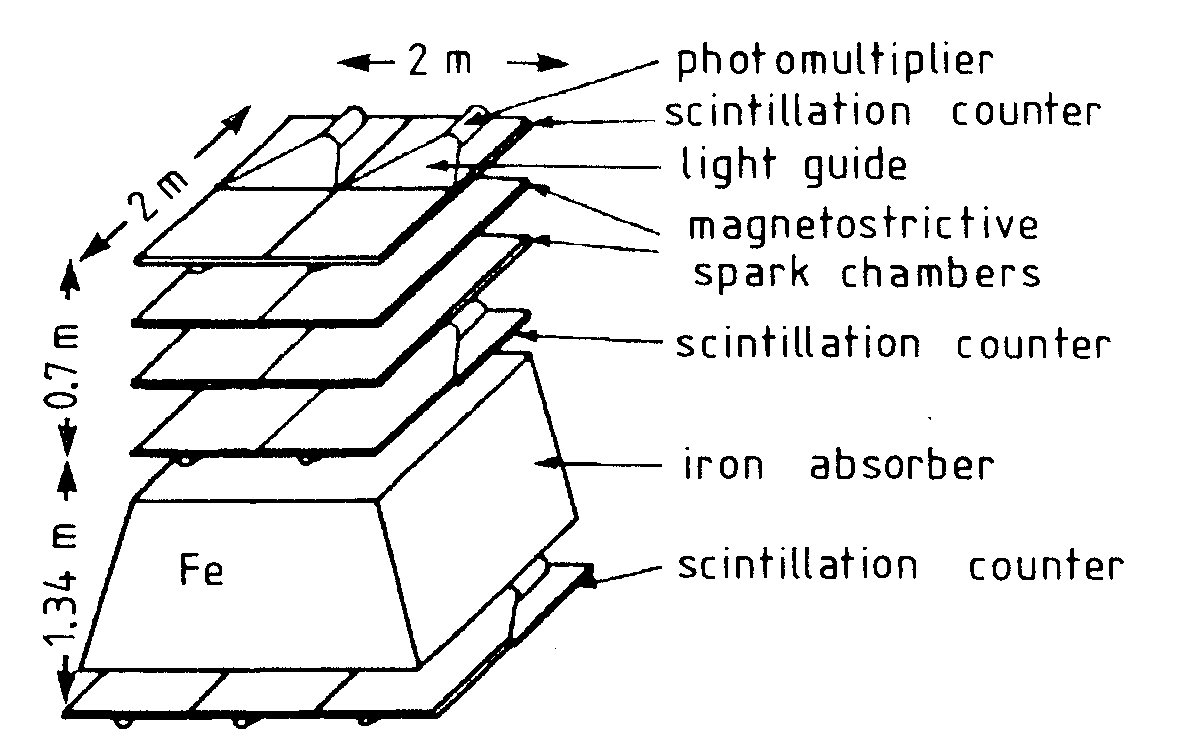 2 m
photomultiplier
scintillation counter
light guide
2 m
magnetostrictive
spark chambers
0.7 m
scintillation counter
iron absorber
Fe
1.34 m
scintillation counter